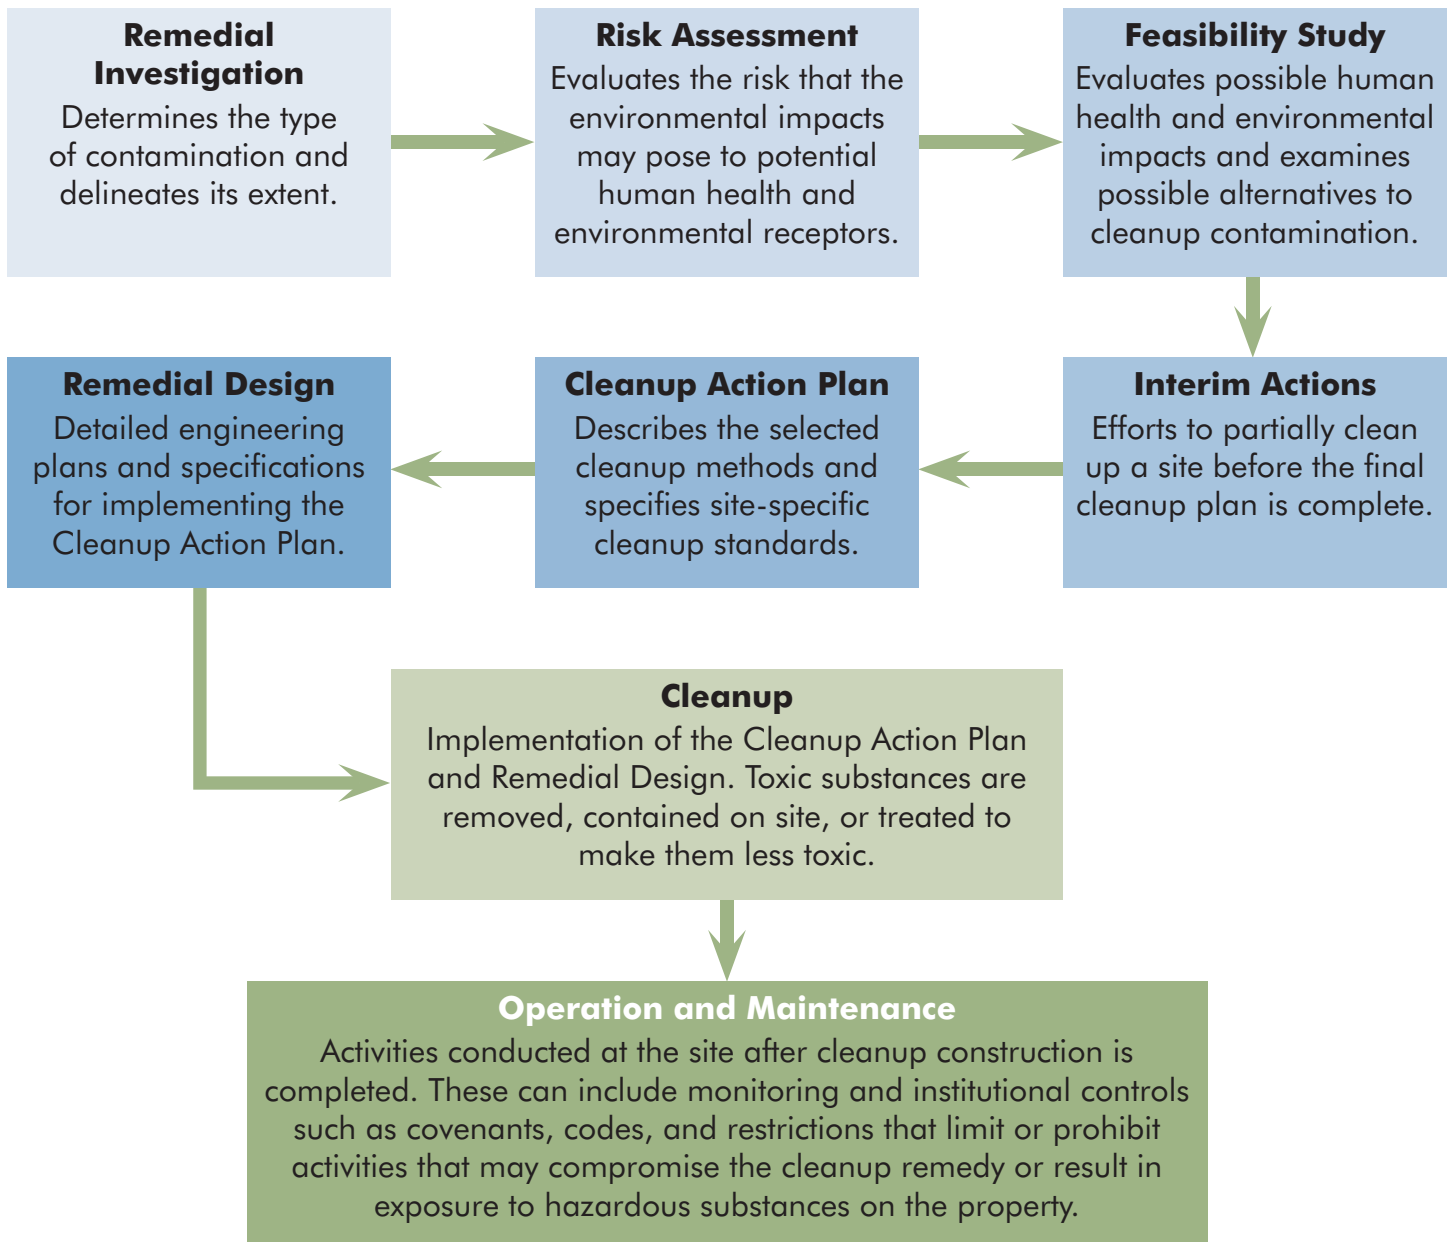 Remedial
Investigation
Determines the type
of contamination and
delineates its extent.
Risk Assessment
Evaluates the risk that the
environmental impacts
may pose to potential
human health and
environmental receptors.
Feasibility Study
Evaluates possible human
health and environmental
impacts and examines
possible alternatives to
cleanup contamination.
Interim Actions
Efforts to partially clean
up a site before the final
cleanup plan is complete.
Cleanup Action Plan
Describes the selected
cleanup methods and
specifies site-specific
cleanup standards.
Remedial Design
Detailed engineering
plans and specifications
for implementing the
Cleanup Action Plan.
Cleanup
Implementation of the Cleanup Action Plan
and Remedial Design. Toxic substances are
removed, contained on site, or treated to
make them less toxic.
Operation and Maintenance
Activities conducted at the site after cleanup construction is
completed. These can include monitoring and institutional controls
such as covenants, codes, and restrictions that limit or prohibit
activities that may compromise the cleanup remedy or result in
exposure to hazardous substances on the property.